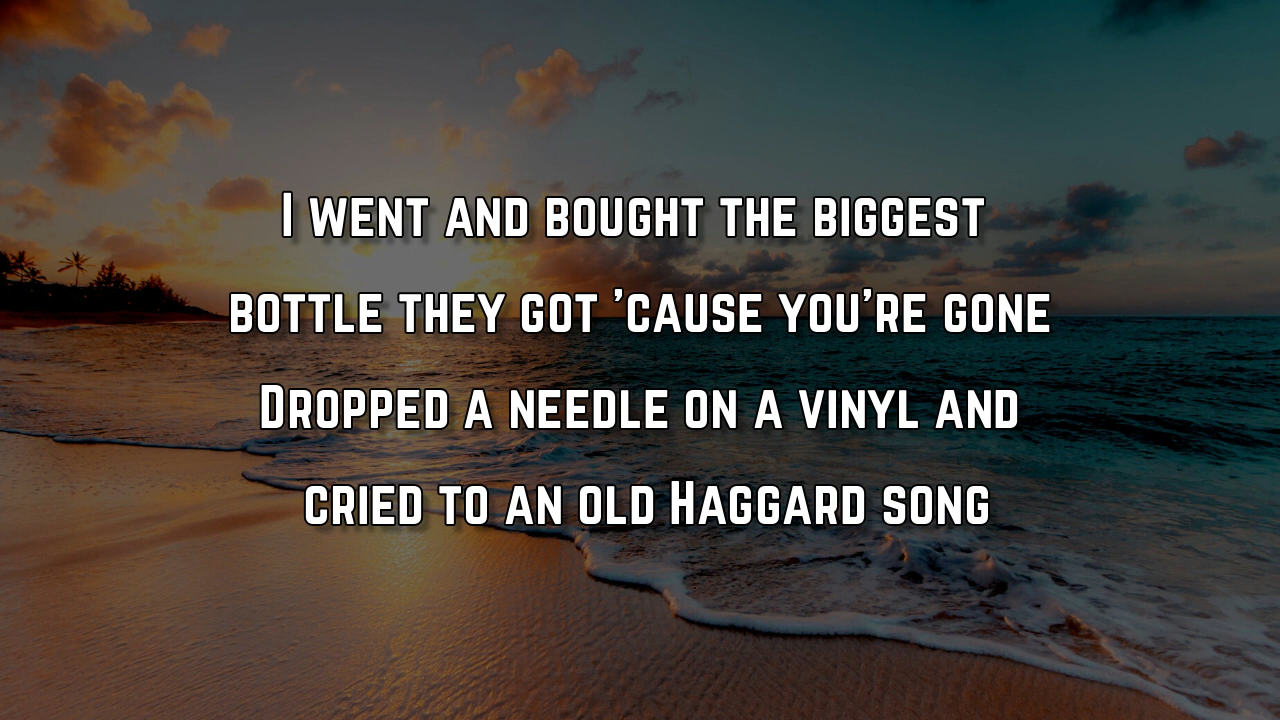 I went and bought the biggest
bottle they got 'cause you're gone
Dropped a needle on a vinyl and
cried to an old Haggard song